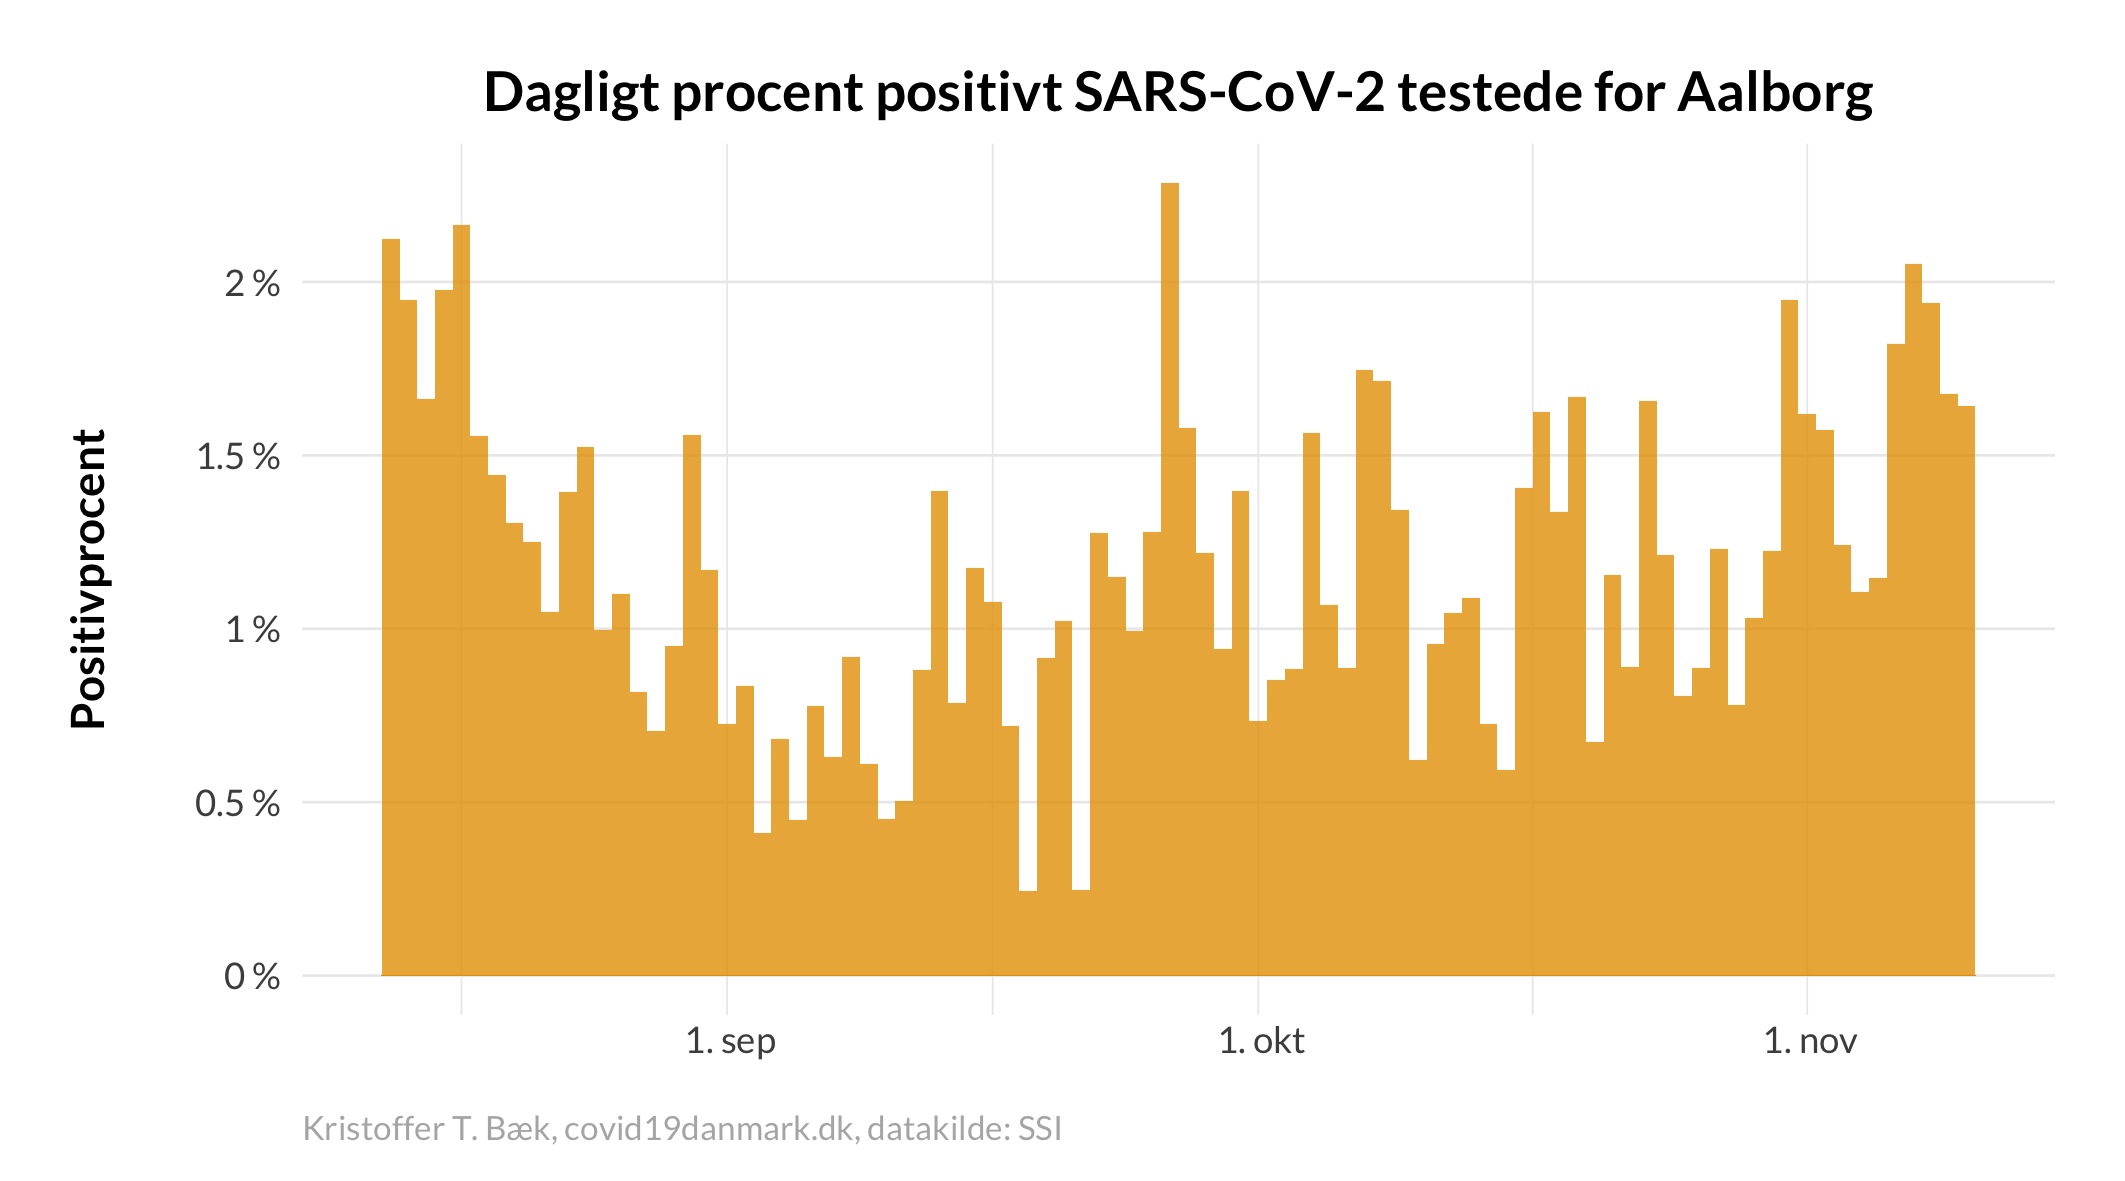 Dagligt procent positivt SARS-CoV-2 testede for Aalborg
Positivprocent
2 %
1.5 %
1 %
0.5 %
0 %
1. sep
1. okt
1. nov
Kristoffer T. Bæk, covid19danmark.dk, datakilde: SSI